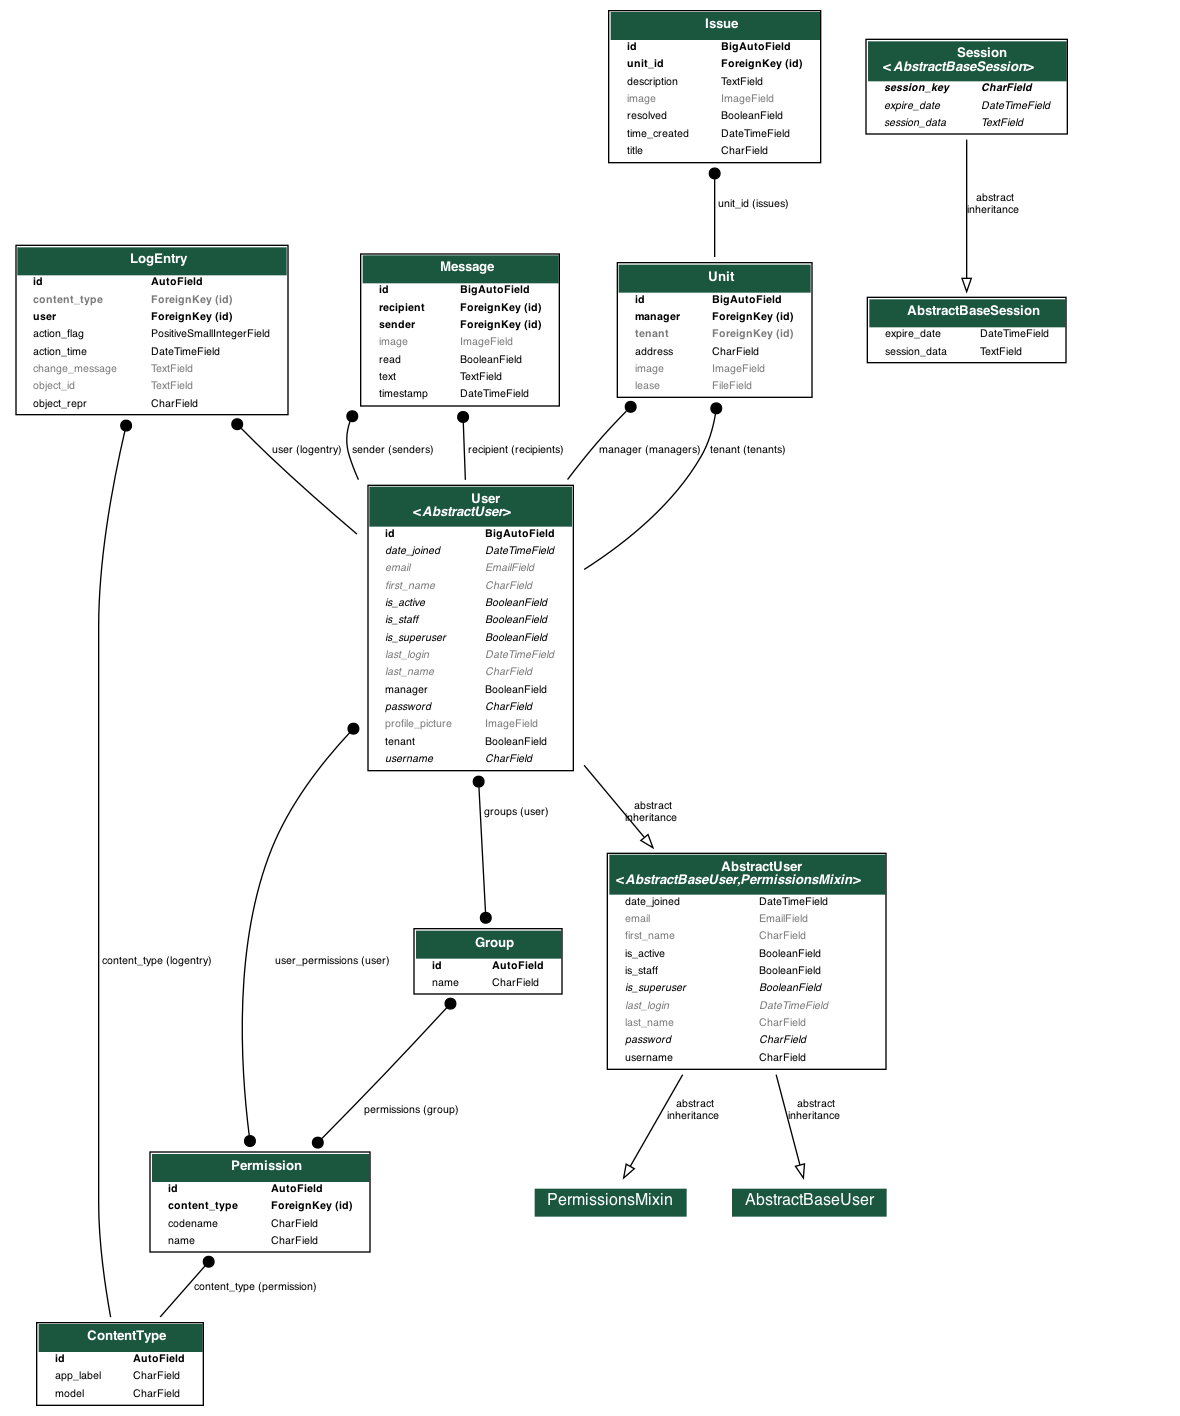 Issue
id BigAutoField
unit_id ForeignKey (id)
description TextField
image ImageField
resolved BooleanField
time_created DateTimeField
title CharField
Session
<AbstractBaseSession>
session_key CharField
expire_date DateTimeField
session_data TextField
unit_id (issues)
abstract
inheritance
LogEntry
id AutoField
content_type ForeignKey (id)
user ForeignKey (id)
action_flag PositiveSmallIntegerField
action_time DateTimeField
change_message TextField
object_id TextField
object_repr CharField
Message
id BigAutoField
recipient ForeignKey (id)
sender ForeignKey (id)
image ImageField
read BooleanField
text TextField
timestamp DateTimeField
Unit
id BigAutoField
manager ForeignKey (id)
tenant ForeignKey (id)
address CharField
image ImageField
lease FileField
AbstractBaseSession
expire_date DateTimeField
session_data TextField
user (logentry)
sender (senders)
recipient (recipients)
manager (managers)
tenant (tenants)
User
<AbstractUser>
id BigAutoField
date_joined DateTimeField
email EmailField
first_name CharField
is_active BooleanField
is_staff BooleanField
is_superuser BooleanField
last_login DateTimeField
last_name CharField
manager BooleanField
password CharField
profile_picture ImageField
tenant BooleanField
username CharField
groups (user)
abstract
inheritance
AbstractUser
<AbstractBaseUser,PermissionsMixin>
date_joined DateTimeField
email EmailField
first_name CharField
is_active BooleanField
is_staff BooleanField
is_superuser BooleanField
last_login DateTimeField
last_name CharField
password CharField
username CharField
content_type (logentry)
user_permissions (user)
Group
id AutoField
name CharField
permissions (group)
abstract
inheritance
abstract
inheritance
Permission
id AutoField
content_type ForeignKey (id)
codename CharField
name CharField
PermissionsMixin
AbstractBaseUser
content_type (permission)
ContentType
id AutoField
app_label CharField
model CharField